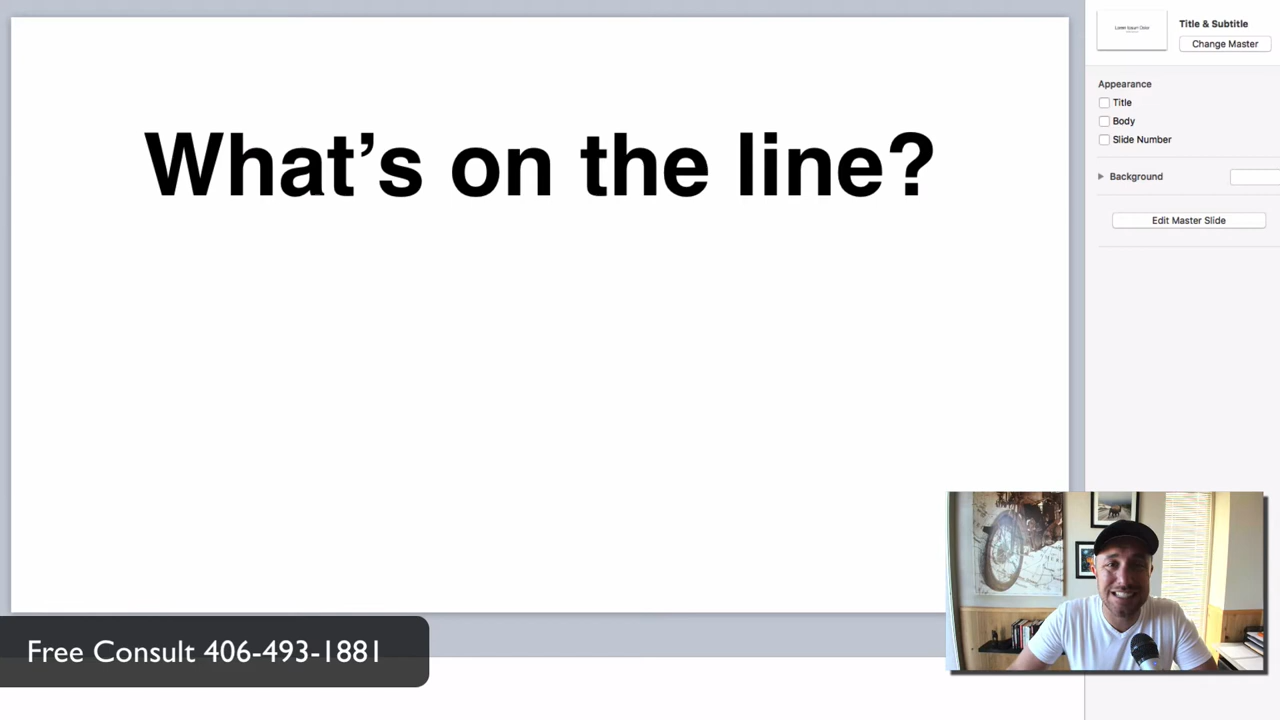 What's on the line?
Title & Subtitle
Change Master
Appearance
Title
Body
Slide Number
Background
Edit Master Slide
Free Consult 406-493-1881